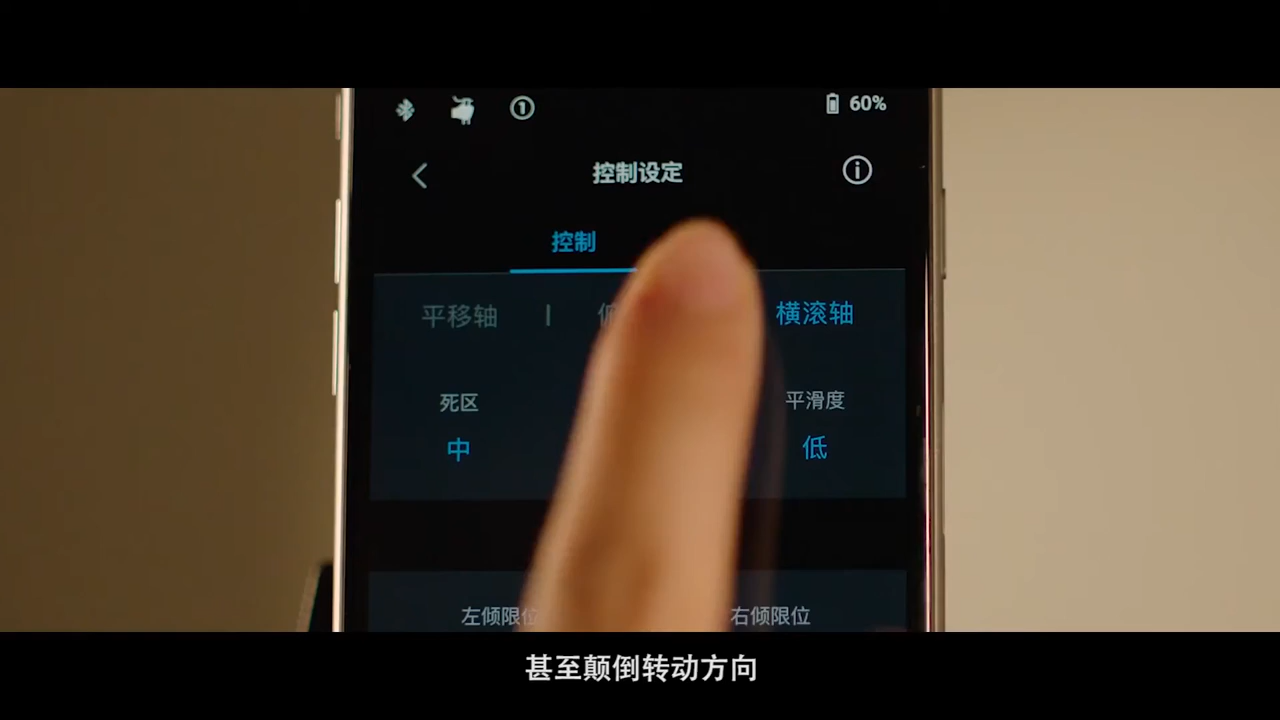 ① 60%
控制设定
控制
平移轴 | 横滚轴
死区 平滑度
中 低
左倾限位 右倾限位
甚至颠倒转动方向